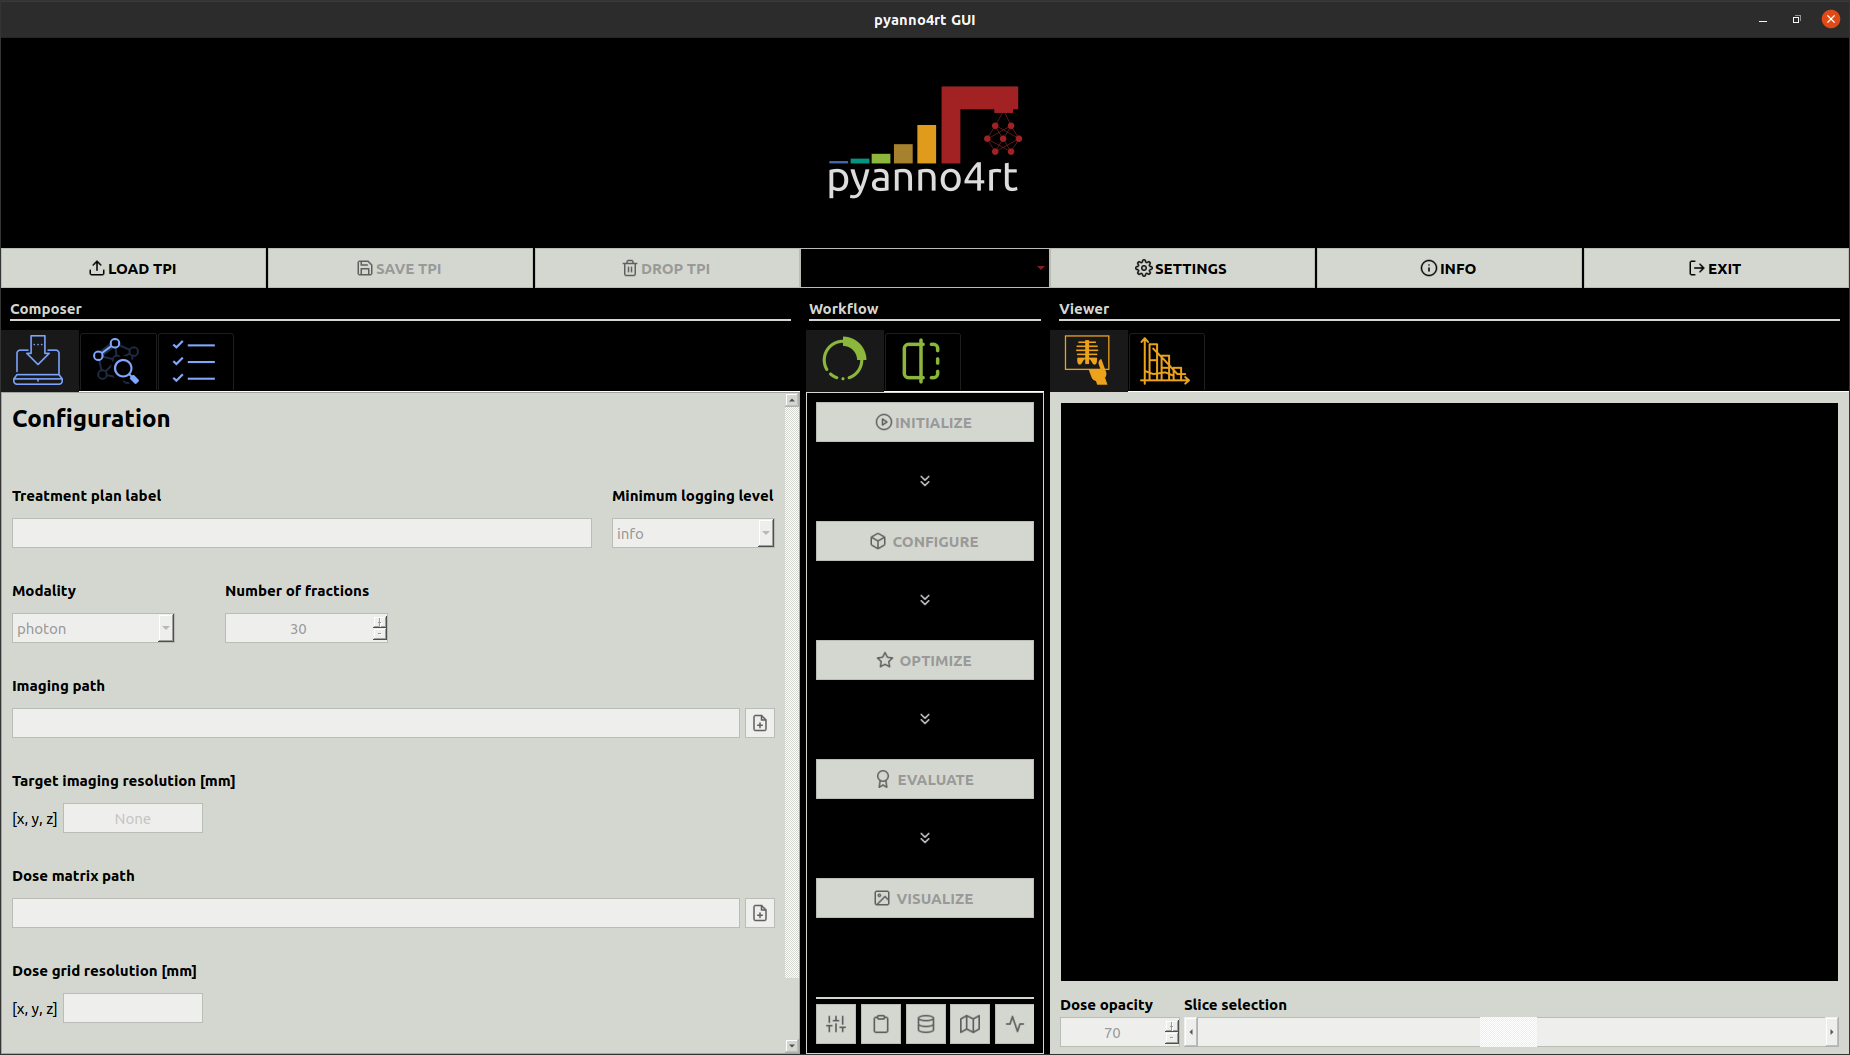 pyanno4rt GUI
pyanno4rt
LOAD TPI
SAVE TPI
DROP TPI
SETTINGS
INFO
EXIT
Composer
Workflow
Viewer
Configuration
Treatment plan label
Minimum logging level
info
Modality
Number of fractions
photon
30
Imaging path
Target imaging resolution [mm]
[x, y, z]
None
Dose matrix path
Dose grid resolution [mm]
[x, y, z]
INITIALIZE
CONFIGURE
OPTIMIZE
EVALUATE
VISUALIZE
Dose opacity
Slice selection
70